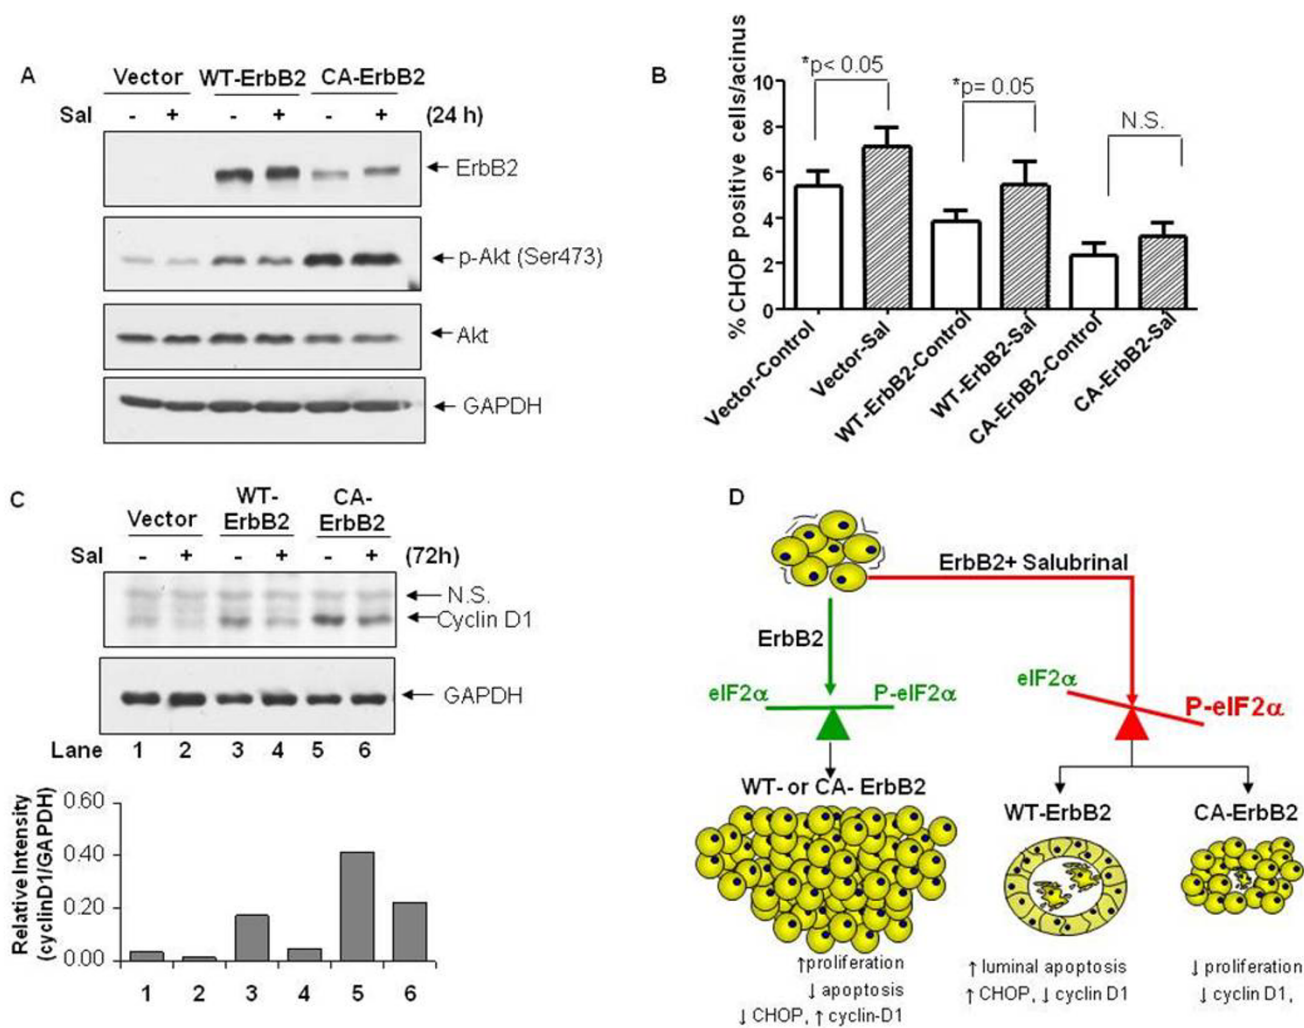 A
Vector WT-ErbB2 CA-ErbB2
Sal - + - + - + (24 h)
ErbB2
p-Akt (Ser473)
Akt
GAPDH
B
% CHOP positive cells/acinus
10
8
6
4
2
0
*p< 0.05
*p= 0.05
N.S.
Vector-Control
Vector-Sal
WT-ErbB2-Control
WT-ErbB2-Sal
CA-ErbB2-Control
CA-ErbB2-Sal
C
Vector WT-ErbB2 CA-ErbB2
Sal - + - + - + (72h)
N.S.
Cyclin D1
GAPDH
Lane 1 2 3 4 5 6
Relative Intensity
(cyclinD1/GAPDH)
0.60
0.40
0.20
0.00
1 2 3 4 5 6
D
ErbB2+ Salubrinal
ErbB2
eIF2α P-eIF2α
eIF2α
P-eIF2α
WT- or CA- ErbB2
↑proliferation
↓ apoptosis
↓ CHOP, ↑ cyclin-D1
WT-ErbB2
↑ luminal apoptosis
↑ CHOP, ↓ cyclin D1
CA-ErbB2
↓ proliferation
↓ cyclin D1,